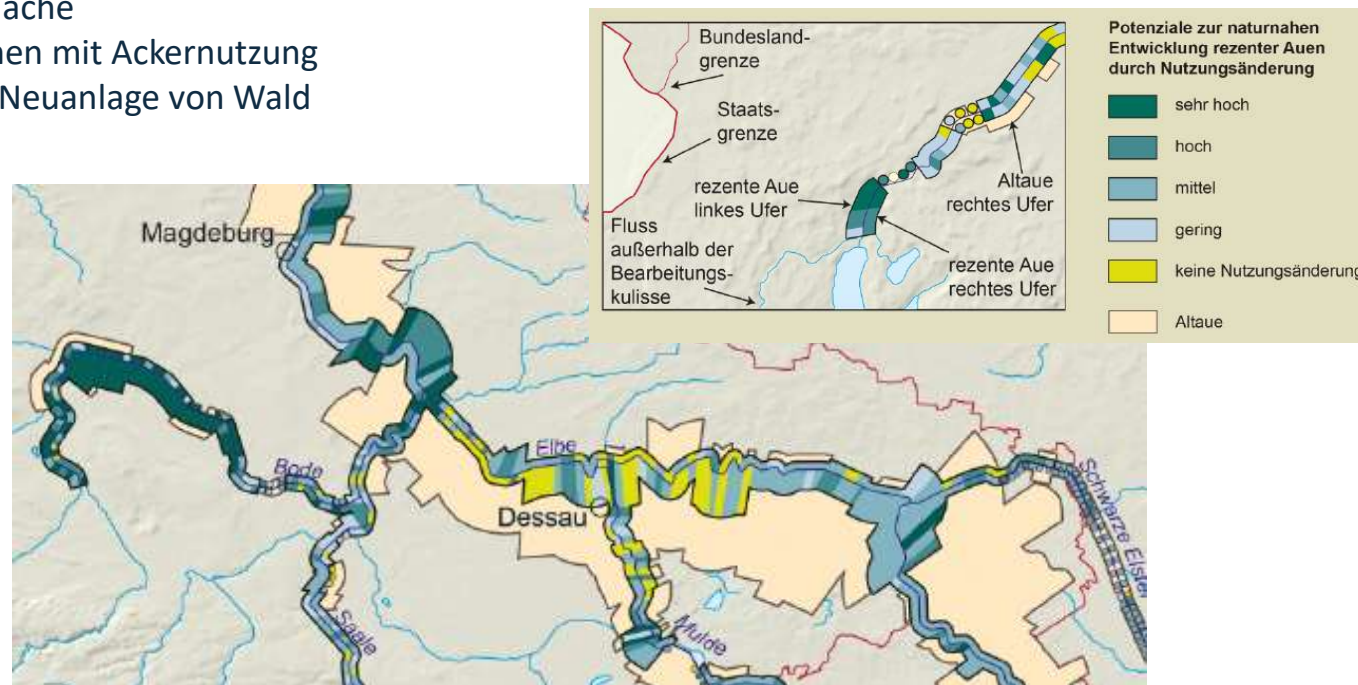 ache
en mit Ackernutzung
Neuanlage von Wald
Bundesland-
grenze
Staats-
grenze
rezente Aue
linkes Ufer
Fluss
außerhalb der
Bearbeitungs-
kulisse
Altaue
rechtes Ufer
rezente Aue
rechtes Ufer
Potenziale zur naturnahen
Entwicklung rezenter Auen
durch Nutzungsänderung
sehr hoch
hoch
mittel
gering
keine Nutzungsänderung
Altaue
Magdeburg
Bode
Elbe
Dessau
Saale
Mulde
Schwarze Elster